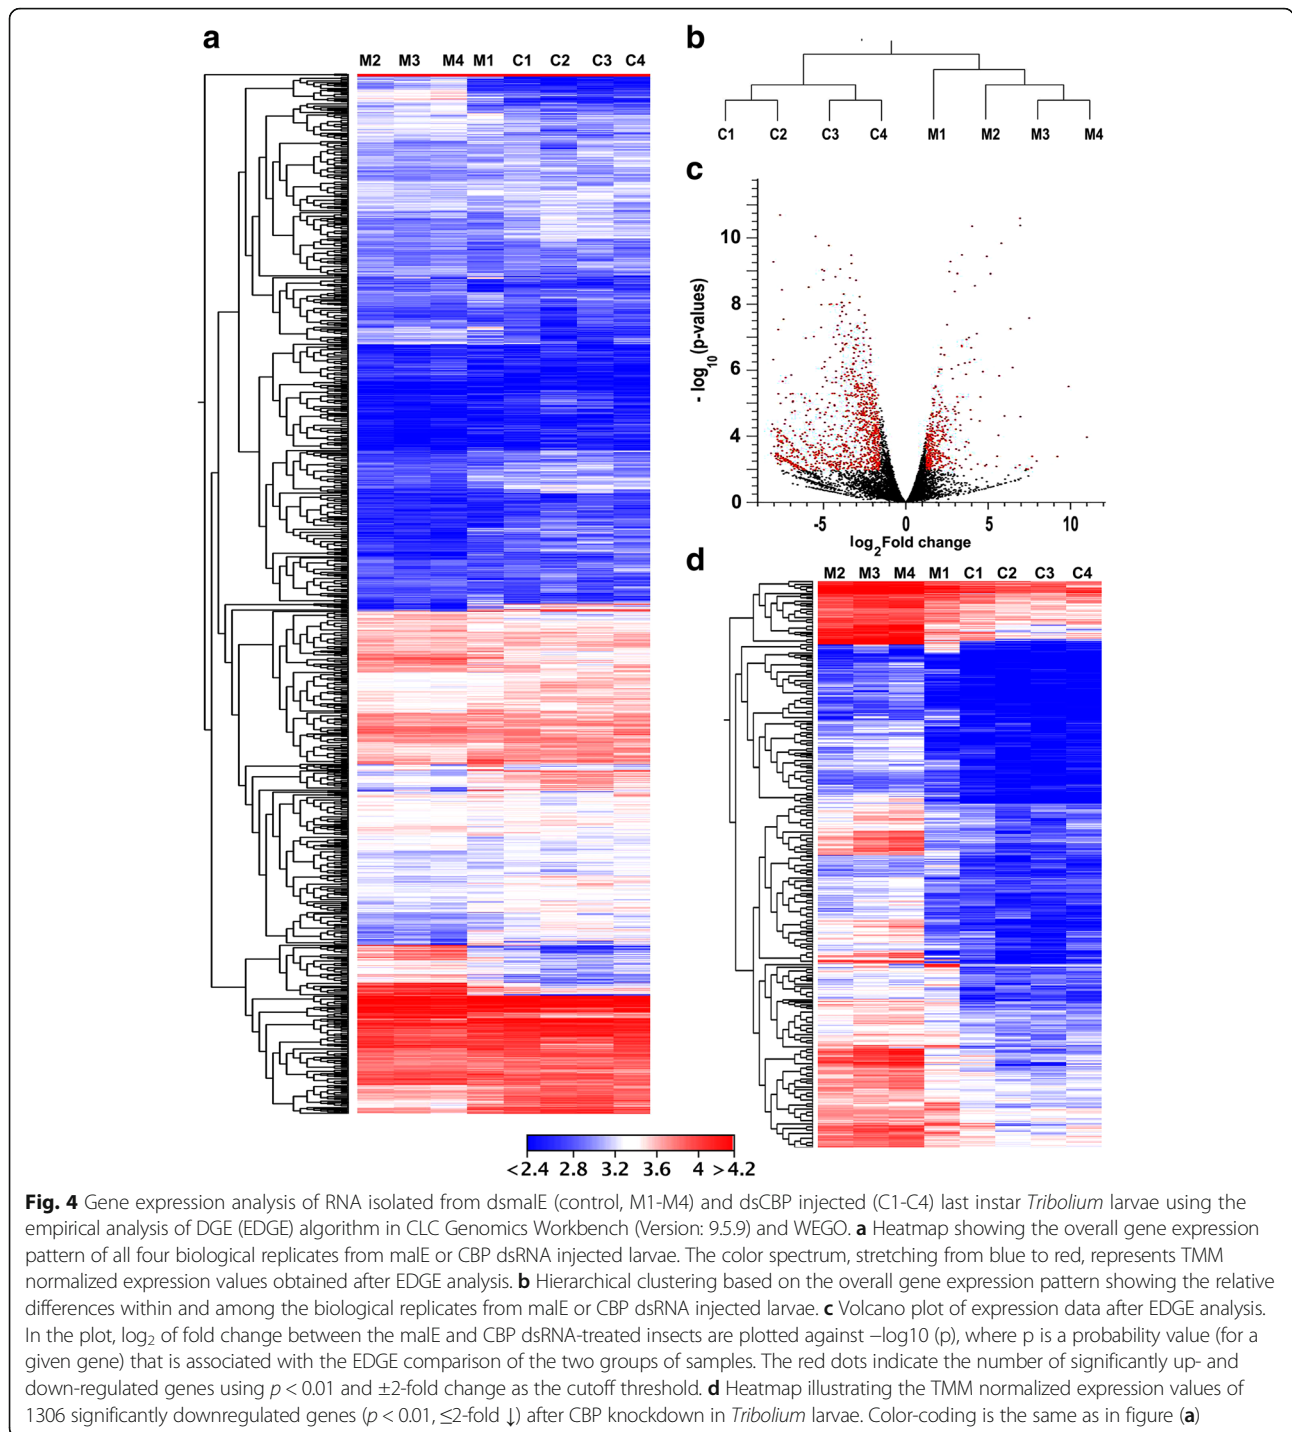 a
M2 M3 M4 M1 C1 C2 C3 C4
b
C1 C2 C3 C4 M1 M2 M3 M4
c
10
8
6
4
2
0
- log10 (p-values)
-5 0 5 10
log2Fold change
d
M2 M3 M4 M1 C1 C2 C3 C4
<2.4 2.8 3.2 3.6 4 >4.2
Fig. 4 Gene expression analysis of RNA isolated from dsmalE (control, M1-M4) and dsCBP injected (C1-C4) last instar Tribolium larvae using the
empirical analysis of DGE (EDGE) algorithm in CLC Genomics Workbench (Version: 9.5.9) and WEGO. a Heatmap showing the overall gene expression
pattern of all four biological replicates from malE or CBP dsRNA injected larvae. The color spectrum, stretching from blue to red, represents TMM
normalized expression values obtained after EDGE analysis. b Hierarchical clustering based on the overall gene expression pattern showing the relative
differences within and among the biological replicates from malE or CBP dsRNA injected larvae. c Volcano plot of expression data after EDGE analysis.
In the plot, log2 of fold change between the malE and CBP dsRNA-treated insects are plotted against −log10 (p), where p is a probability value (for a
given gene) that is associated with the EDGE comparison of the two groups of samples. The red dots indicate the number of significantly up- and
down-regulated genes using p < 0.01 and ±2-fold change as the cutoff threshold. d Heatmap illustrating the TMM normalized expression values of
1306 significantly downregulated genes (p < 0.01, ≤2-fold ↓) after CBP knockdown in Tribolium larvae. Color-coding is the same as in figure (a)